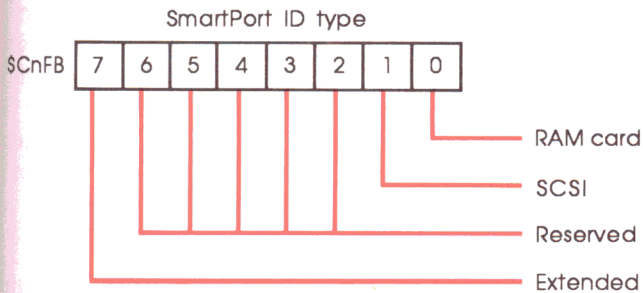 SmartPort ID type
$CnFB 7 6 5 4 3 2 1 0
RAM card
SCSI
Reserved
Extended